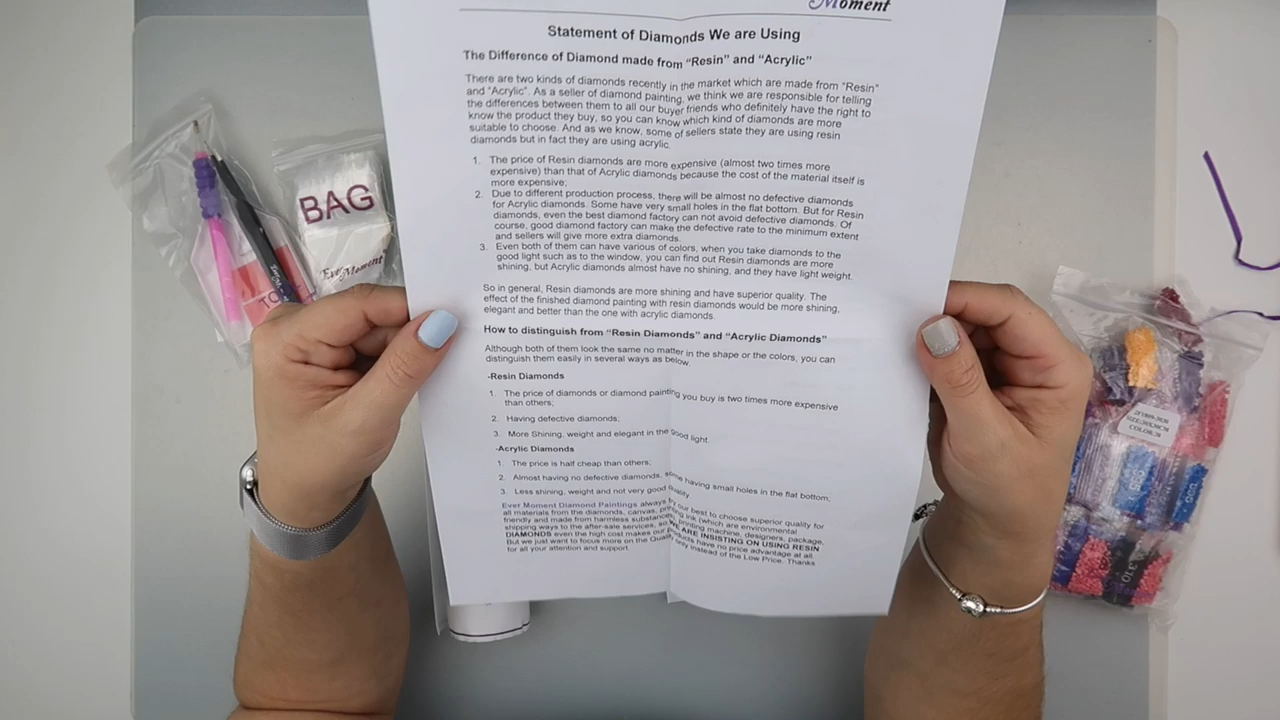 Moment
Statement of Diamonds We are Using
The Difference of Diamond made from “Resin” and “Acrylic”
There are two kinds of diamonds recently in the market which are made from "Resin"
and "Acrylic". As a seller of diamond painting, we think we are responsible for telling
the differences between them to all our buyer friends who definitely have the right to
know the product they buy, so you can know which kind of diamonds are more
suitable to choose. And as we know, some of sellers state they are using resin
diamonds but in fact they are using acrylic.
1. The price of Resin diamonds are more expensive (almost two times more
expensive) than that of Acrylic diamonds because the cost of the material itself is
more expensive;
2. Due to different production process, there will be almost no defective diamonds
for Acrylic diamonds. Some have very small holes in the flat bottom. But for Resin
diamonds, even the best diamond factory can not avoid defective diamonds. Of
course, good diamond factory can make the defective rate to the minimum extent
and sellers will give more extra diamonds.
3. Even both of them can have various of colors, when you take diamonds to the
good light such as to the window, you can find out Resin diamonds are more
shining, but Acrylic diamonds almost have no shining, and they have light weight.
So in general, Resin diamonds are more shining and have superior quality. The
effect of the finished diamond painting with resin diamonds would be more shining,
elegant and better than the one with acrylic diamonds.
How to distinguish from “Resin Diamonds” and “Acrylic Diamonds”
Although both of them look the same no matter in the shape or the colors, you can
distinguish them easily in several ways as below.
-Resin Diamonds
1. The price of diamonds or diamond painting you buy is two times more expensive
than others;
2. Having defective diamonds;
3. More Shining, weight and elegant in the good light.
-Acrylic Diamonds
1. The price is half cheap than others;
2. Almost having no defective diamonds, some having small holes in the flat bottom;
3. Less shining, weight and not very good quality.
Ever Moment Diamond Paintings always try our best to choose superior quality for
all materials from the diamonds, canvas, printing ink (which are environmental
friendly and made from harmless substance), printing machine, designers, package,
shipping ways to the after-sale services, so WE ARE INSISTING ON USING RESIN
DIAMONDS even the high cost makes our products have no price advantage at all.
But we just want to focus more on the Quality only instead of the Low Price. Thanks
for all your attention and support.
BAG
Ever Moment
TO
SIZE:30X30CM
310